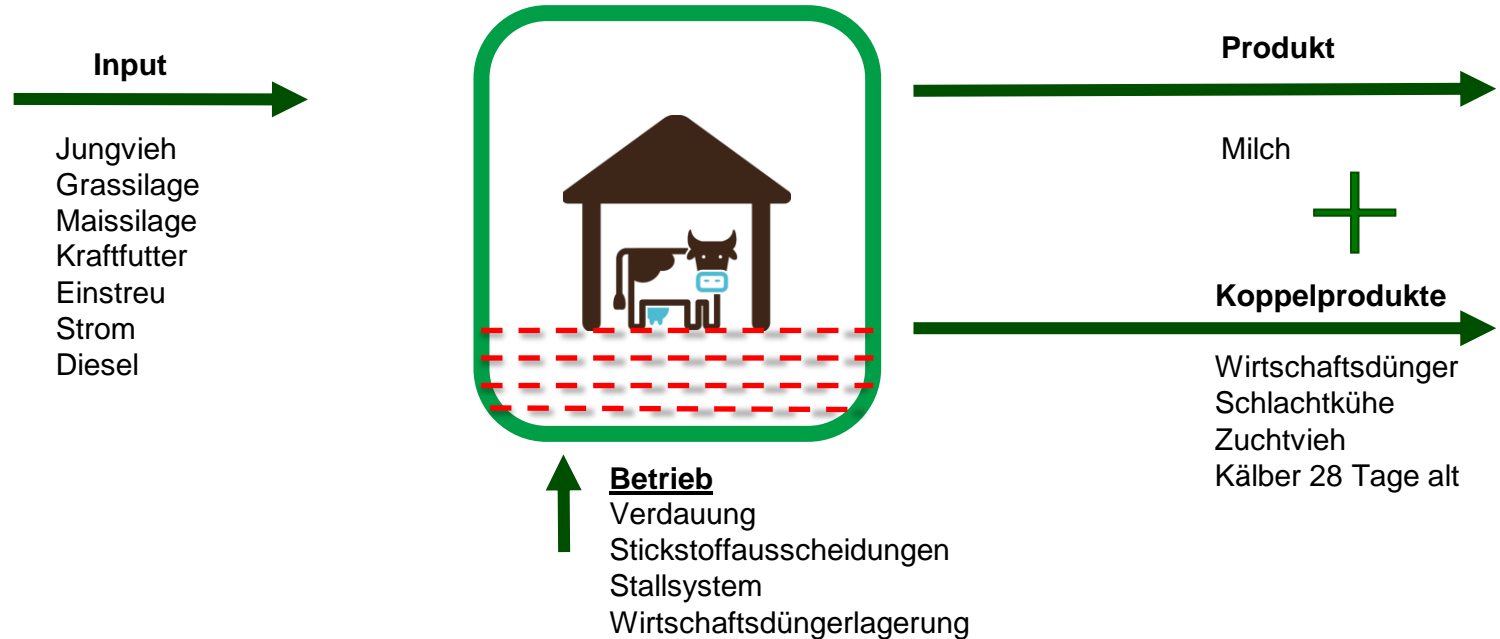 Input
Jungvieh
Grassilage
Maissilage
Kraftfutter
Einstreu
Strom
Diesel
Betrieb
Verdauung
Stickstoffausscheidungen
Stallsystem
Wirtschaftsdüngerlagerung
Produkt
Milch
Koppelprodukte
Wirtschaftsdünger
Schlachtkühe
Zuchtvieh
Kälber 28 Tage alt